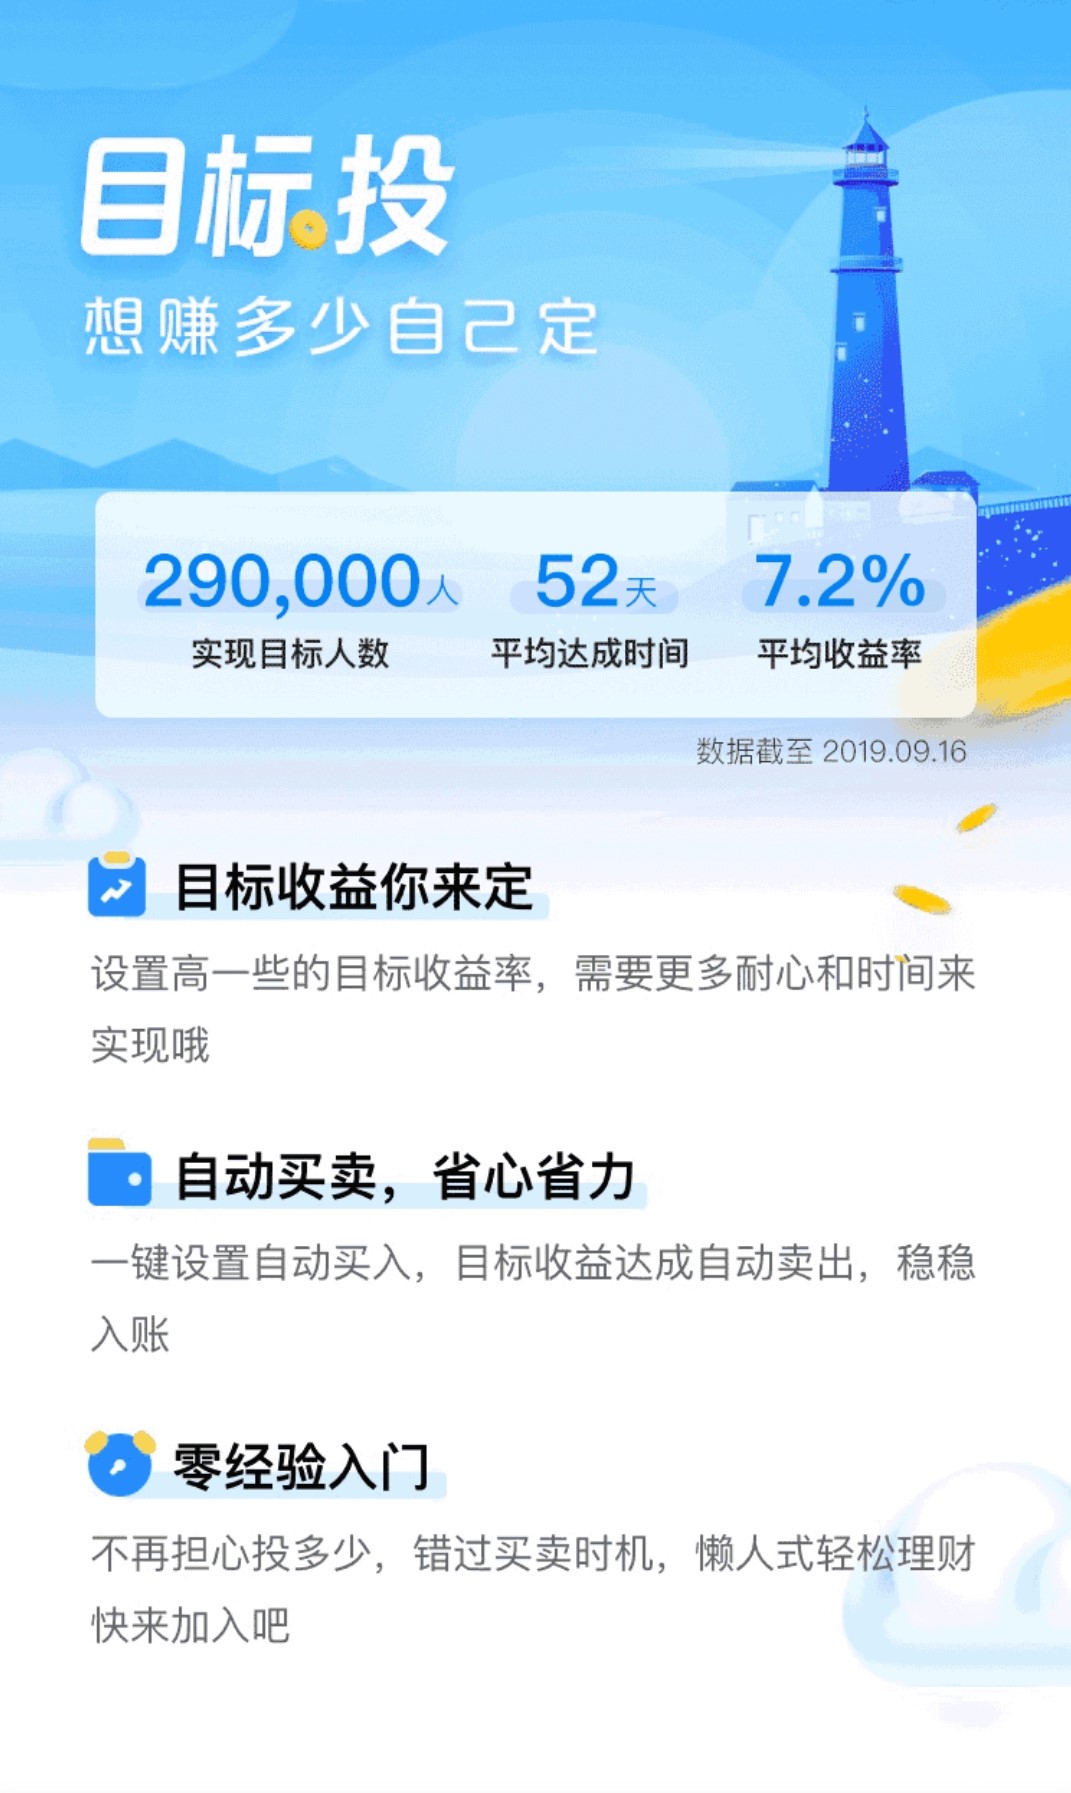 目标投
想赚多少自己定
290,000人 52天 7.2%
实现目标人数 平均达成时间 平均收益率
数据截至 2019.09.16
目标收益你来定
设置高一些的目标收益率，需要更多耐心和时间来
实现哦
自动买卖，省心省力
一键设置自动买入，目标收益达成自动卖出，稳稳
入账
零经验入门
不再担心投多少，错过买卖时机，懒人式轻松理财
快来加入吧